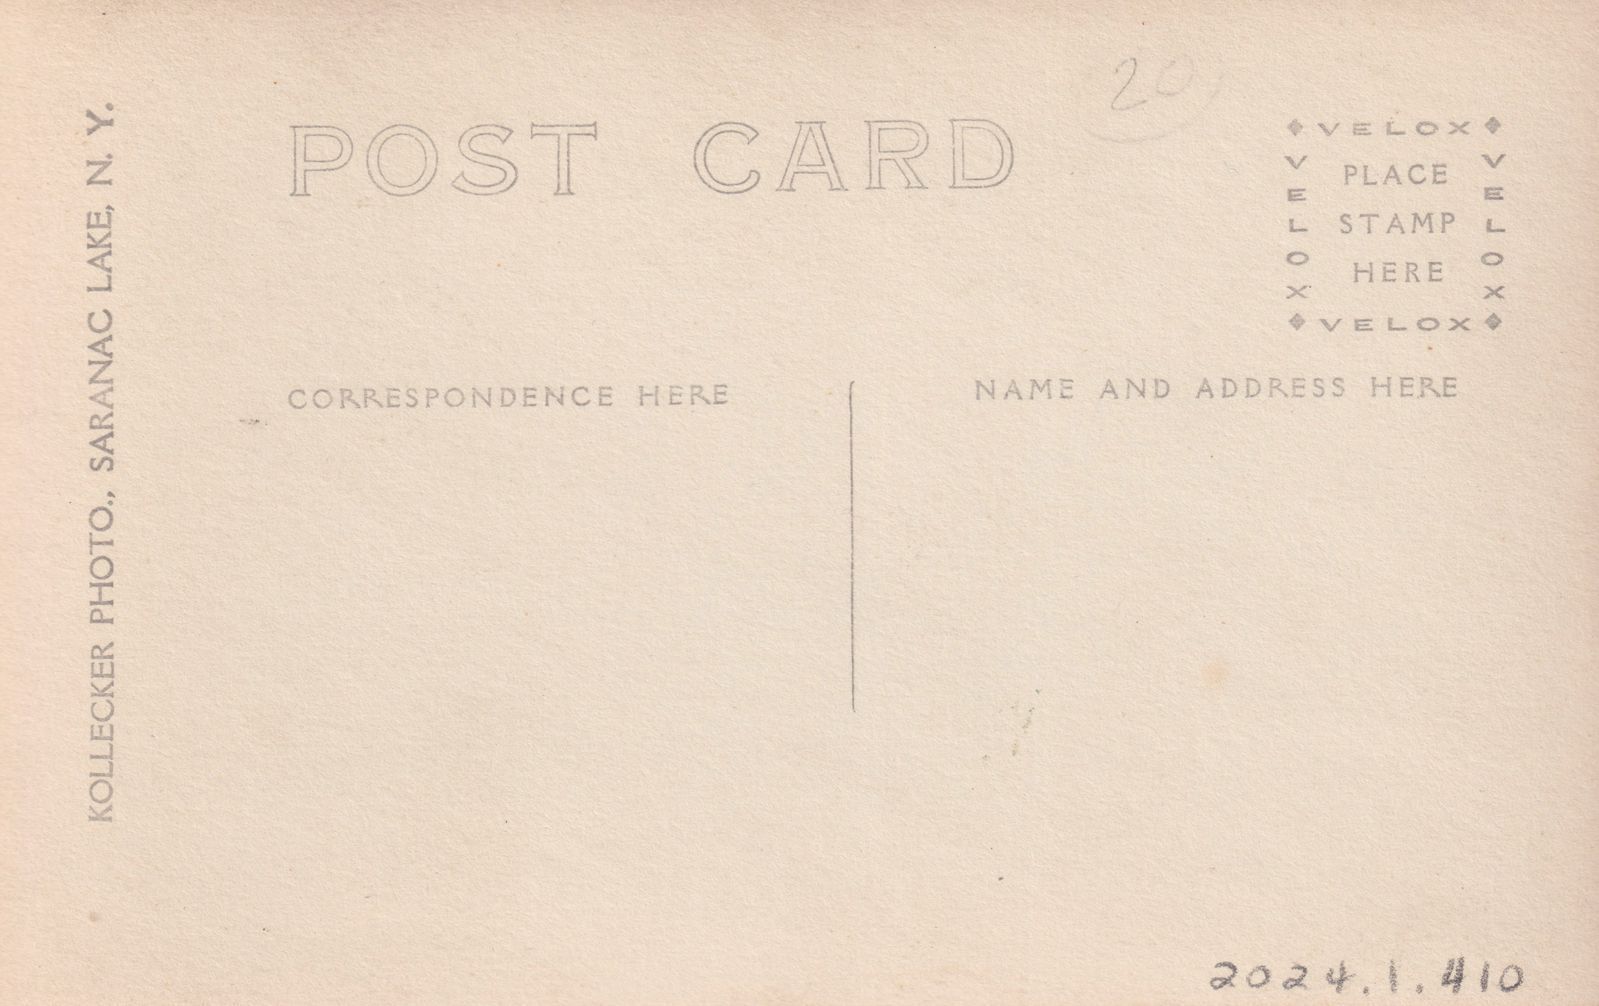 KOLLECKER PHOTO., SARANAC LAKE, N. Y.
POST CARD
20
VELOX
VELOX
VELOX
PLACE
STAMP
HERE
VELOX
CORRESPONDENCE HERE
NAME AND ADDRESS HERE
2024.1.410